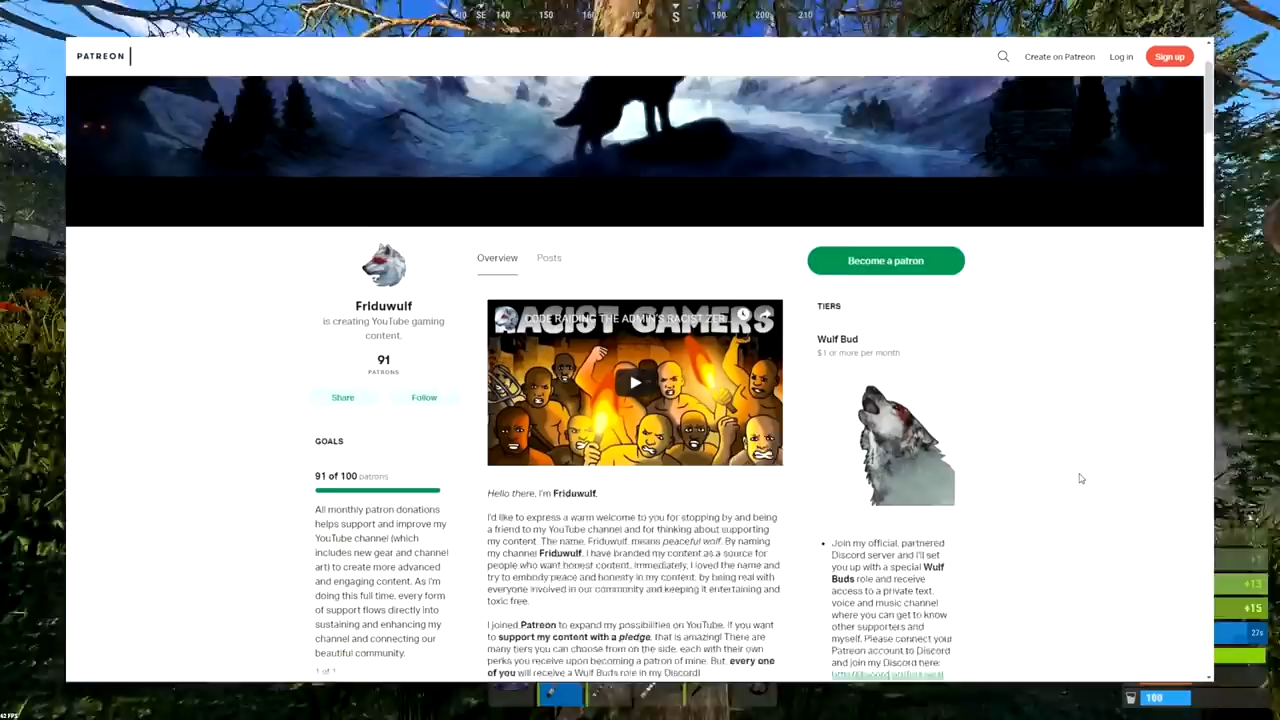 SE 140 150 S 190 200 210
PATREON
Create on Patreon Log in Sign up
Friduwulf
is creating YouTube gaming
content.
91
PATRONS
Share Follow
GOALS
91 of 100 patrons
All monthly patron donations
helps support and improve my
YouTube channel (which
includes new gear and channel
art) to create more advanced
and engaging content. As I'm
doing this full time, every form
of support flows directly into
sustaining and enhancing my
channel and connecting our
beautiful community.
1 of 1
Overview Posts
RACIST GAMERS
CODE RAIDING THE ADMIN'S RACIST ZER...
Hello there, I'm Friduwulf,
I'd like to express a warm welcome to you for stopping by and being
a friend to my YouTube channel and for thinking about supporting
my content. The name, Friduwulf, means peaceful wolf. By naming
my channel Friduwulf, I have branded my content as a source for
people who want honest content. Immediately, I loved the name and
try to embody peace and honesty in my content, by being real with
everyone involved in our community and keeping it entertaining and
toxic free.
I joined Patreon to expand my possibilities on YouTube. If you want
to support my content with a pledge, that is amazing! There are
many tiers you can choose from on the side, each with their own
perks you receive upon becoming a patron of mine. But, every one
of you will receive a Wulf Buds role in my Discord!
Become a patron
TIERS
Wulf Bud
$1 or more per month
• Join my official, partnered
Discord server and I'll set
you up with a special Wulf
Buds role and receive
access to a private text,
voice and music channel
where you can get to know
other supporters and
myself. Please connect your
Patreon account to Discord
and join my Discord here:
+13
+15
27s
100
42 FPS